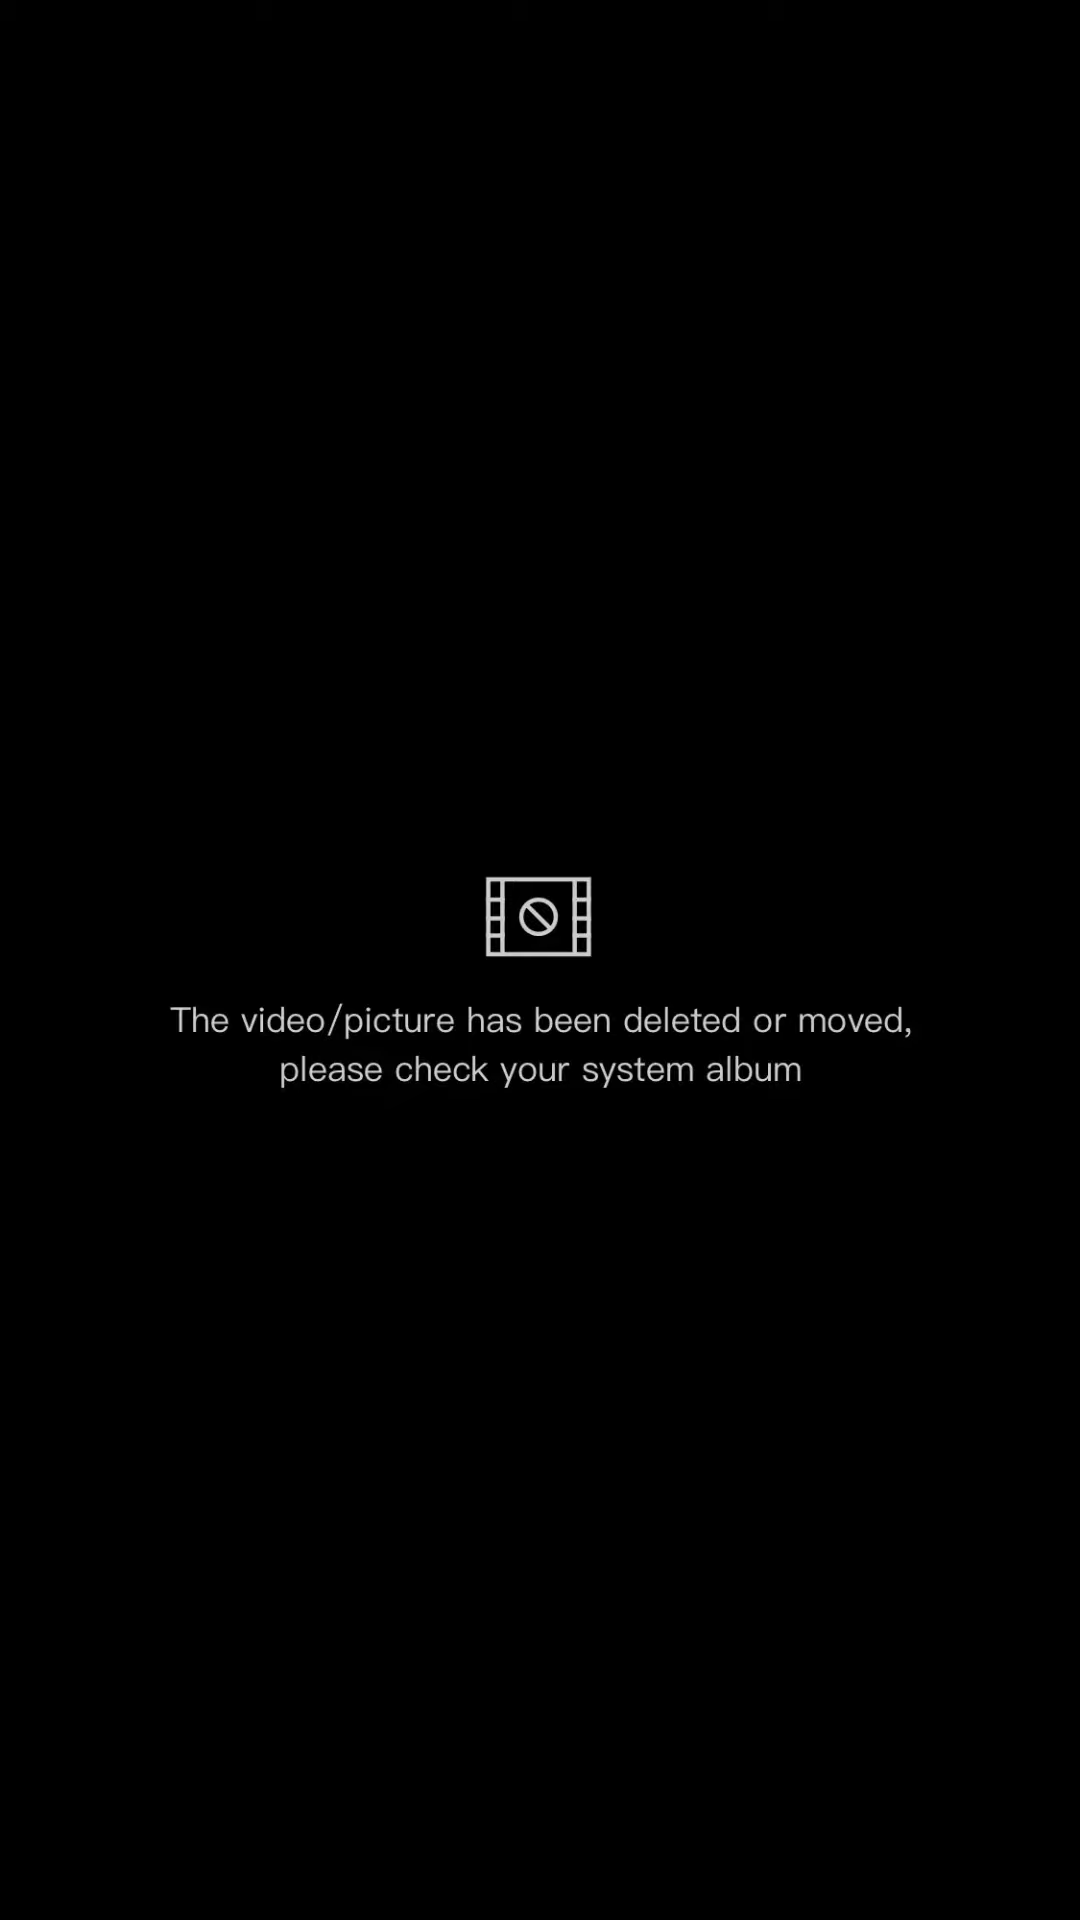 The video/picture has been deleted or moved,
please check your system album